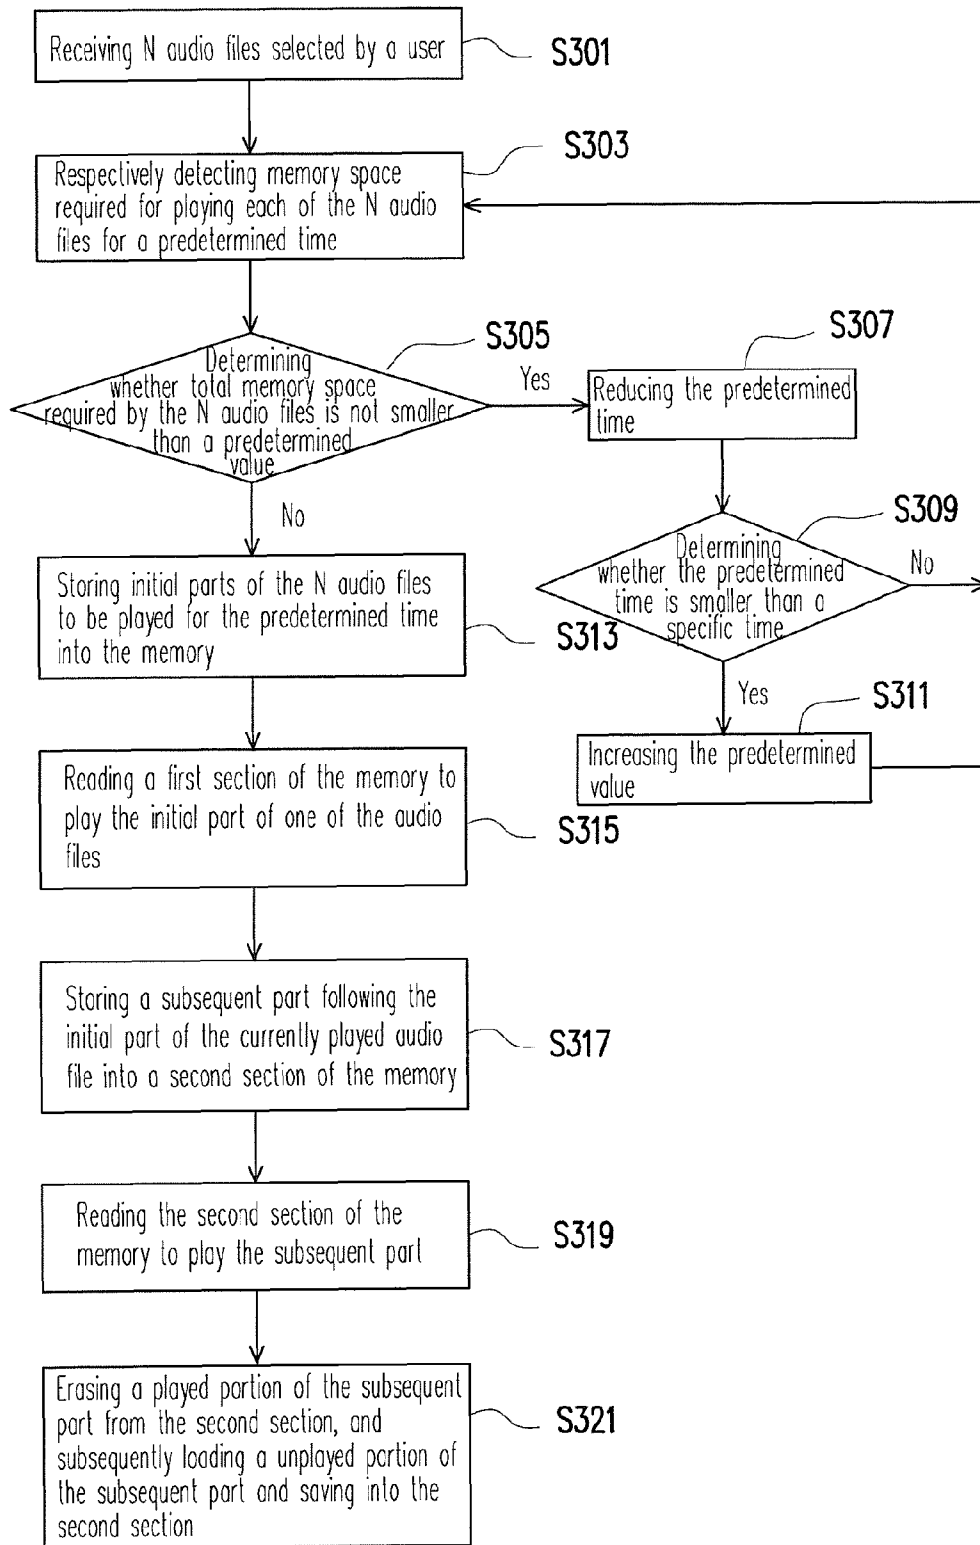 Receiving N audio files selected by a user
S301
S303
Respectively detecting memory space
required for playing each of the N audio
files for a predetermined time
S305
Determining
whether total memory space
required by the N audio files is not smaller
than a predetermined
value
Yes
No
S307
Reducing the predetermined
time
S309
Determining
whether the predetermined
time is smaller than a
specific time
No
Yes
S311
Increasing the predetermined
value
Storing initial parts of the N audio files
to be played for the predetermined time
into the memory
S313
Reading a first section of the memory to
play the initial part of one of the audio
files
S315
Storing a subsequent part following the
initial part of the currently played audio
file into a second section of the memory
S317
Reading the second section of the
memory to play the subsequent part
S319
Erasing a played portion of the subsequent
part from the second section, and
subsequently loading a unplayed portion of
the subsequent part and saving into the
second section
S321